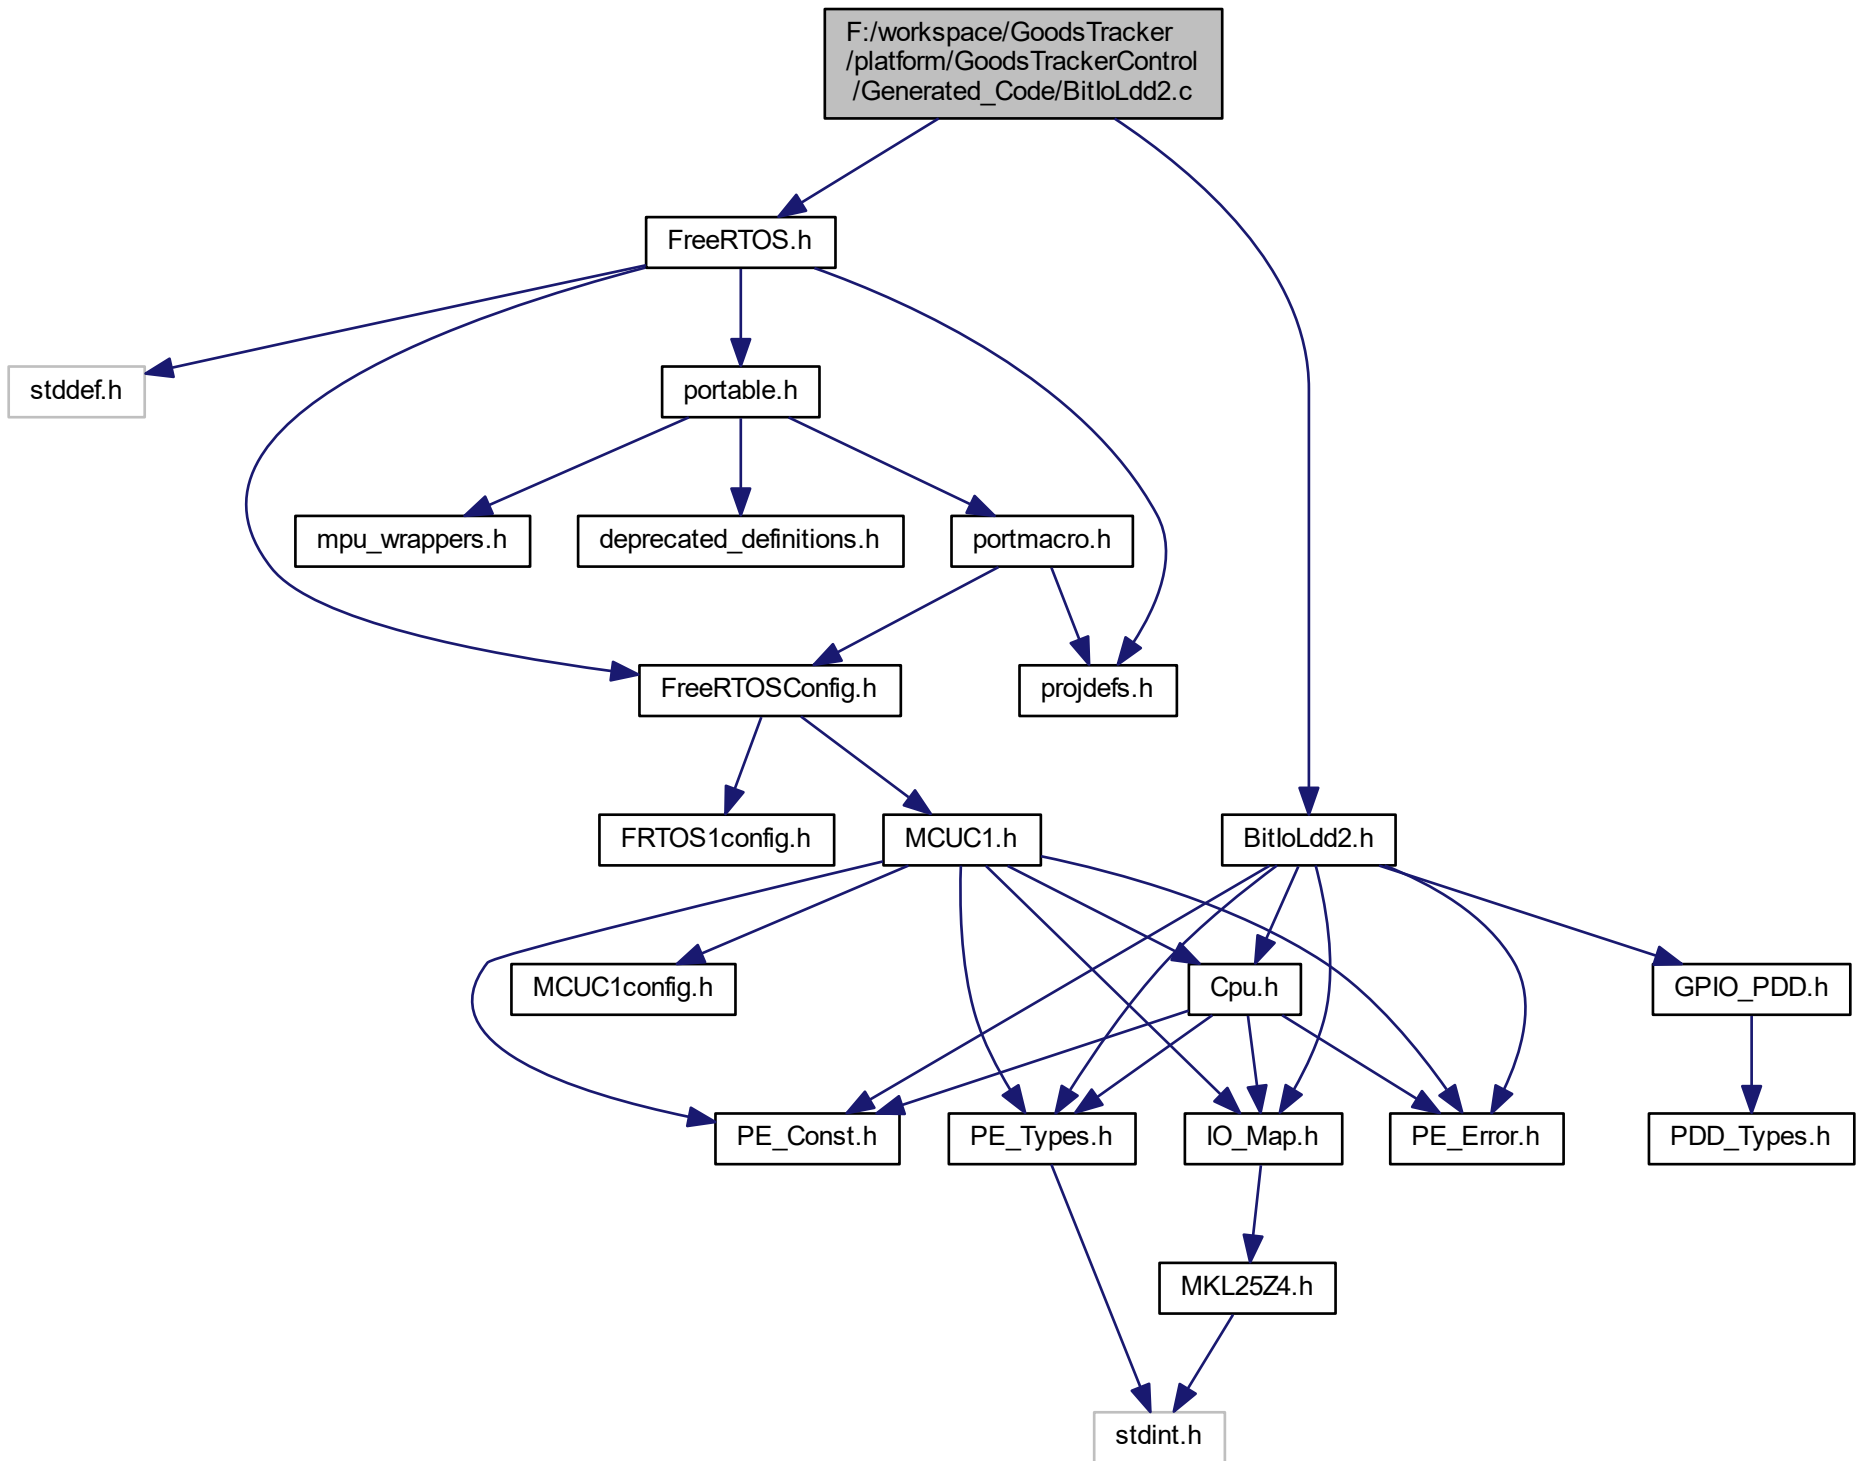 F:/workspace/GoodsTracker
/platform/GoodsTrackerControl
/Generated_Code/BitIoLdd2.c
FreeRTOS.h
stddef.h
portable.h
mpu_wrappers.h
deprecated_definitions.h
portmacro.h
FreeRTOSConfig.h
projdefs.h
FRTOS1config.h
MCUC1.h
BitIoLdd2.h
MCUC1config.h
Cpu.h
GPIO_PDD.h
PE_Const.h
PE_Types.h
IO_Map.h
PE_Error.h
PDD_Types.h
MKL25Z4.h
stdint.h